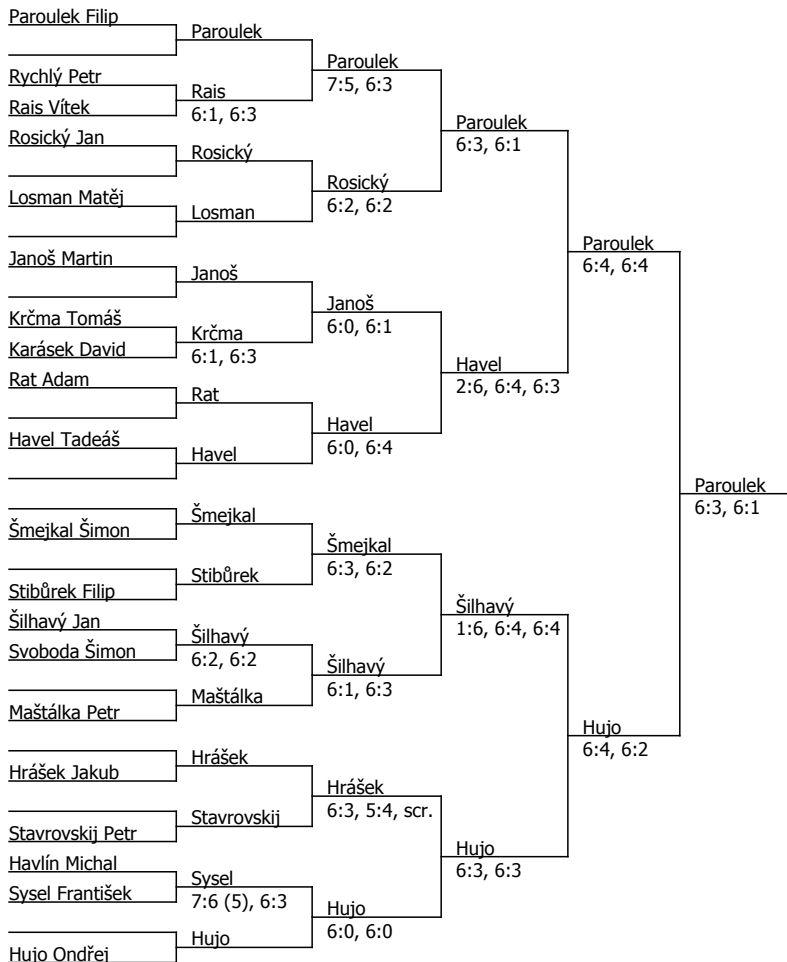 Paroulek Filip
Rychlý Petr
Rais Vítek
Rosický Jan
Losman Matěj
Janoš Martin
Krčma Tomáš
Karásek David
Rat Adam
Havel Tadeáš
Šmejkal Šimon
Stibůrek Filip
Šilhavý Jan
Svoboda Šimon
Maštálka Petr
Hrášek Jakub
Stavrovskij Petr
Havlín Michal
Sysel František
Hujo Ondřej
Paroulek
Rais
6:1, 6:3
Rosický
Losman
Janoš
Krčma
6:1, 6:3
Rat
Havel
Šmejkal
Stibůrek
Šilhavý
6:2, 6:2
Maštálka
Hrášek
Stavrovskij
Sysel
7:6 (5), 6:3
Hujo
Paroulek
7:5, 6:3
Rosický
6:2, 6:2
Janoš
6:0, 6:1
Havel
6:0, 6:4
Šmejkal
6:3, 6:2
Šilhavý
6:1, 6:3
Hrášek
6:3, 5:4, scr.
Hujo
6:0, 6:0
Paroulek
6:3, 6:1
Havel
2:6, 6:4, 6:3
Šilhavý
1:6, 6:4, 6:4
Hujo
6:3, 6:3
Paroulek
6:4, 6:4
Hujo
6:4, 6:2
Paroulek
6:3, 6:1